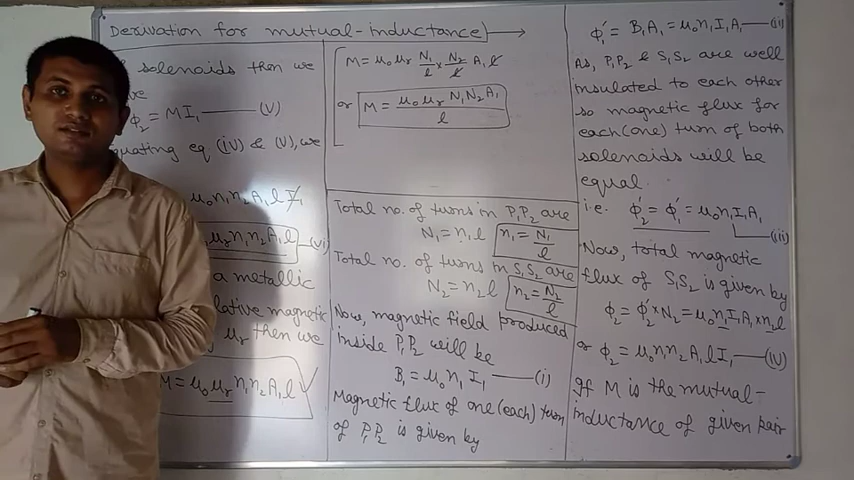 Derivation for mutual-inductance)
solenoids then we
ϕ₂ = MI₁ — (V)
equating eqⁿ (IV) & (V), we
μ₀n₁n₂A₁l I₁
μᵣn₁n₂A₁l — (vi)
a metallic
relative magnetic
μᵣ then we
M = μ₀μᵣn₁n₂A₁l
M = μ₀μᵣ N₁/l × N₂/l A₁l
or M = μ₀μᵣ N₁N₂A₁/l
Total no. of turns in P₁P₂ are
N₁ = n₁l n₁ = N₁/l
Total no. of turns in S₁S₂ are
N₂ = n₂l n₂ = N₂/l
Now, magnetic field produced
inside P₁P₂ will be
B₁ = μ₀n₁I₁ — (i)
Magnetic flux of one (each) turn
of P₁P₂ is given by
ϕ₁' = B₁A₁ = μ₀n₁I₁A₁ — (ii)
As, P₁P₂ & S₁S₂ are well
insulated to each other
so magnetic flux for
each (one) turn of both
solenoids will be
equal.
i.e. ϕ₂' = ϕ₁' = μ₀n₁I₁A₁ — (iii)
Now, total magnetic
flux of S₁S₂ is given by
ϕ₂ = ϕ₂' × N₂ = μ₀n₁I₁A₁ × n₂l
or ϕ₂ = μ₀n₁n₂A₁lI₁ — (IV)
If M is the mutual-
inductance of given pair